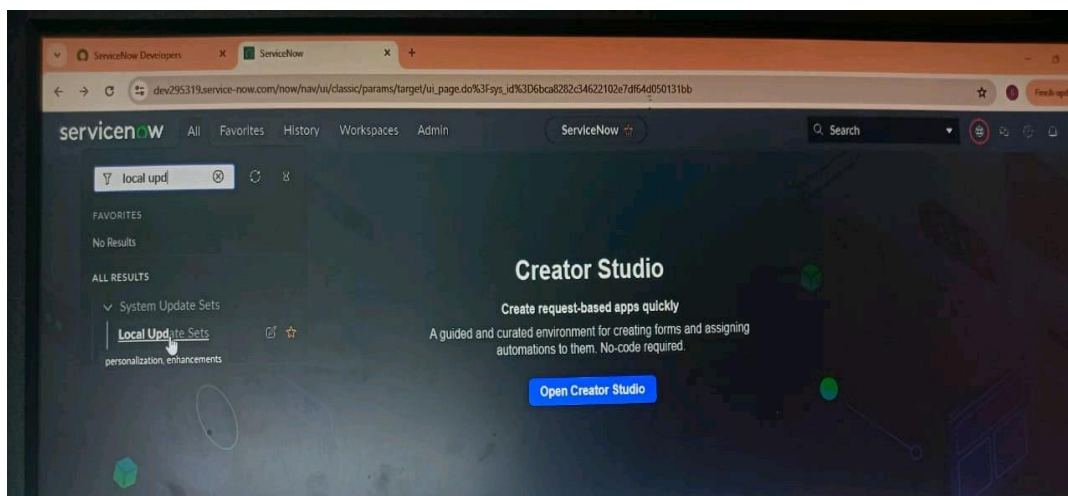 ServiceNow Developers
ServiceNow
dev295319.service-now.com/now/nav/ui/classic/params/target/ui_page.do%3Fsys_id%3D6bca8282c34622102e7df64d050131bb
servicenow All Favorites History Workspaces Admin
ServiceNow
Search
local upd
FAVORITES
No Results
ALL RESULTS
System Update Sets
Local Update Sets
personalization, enhancements
Creator Studio
Create request-based apps quickly
A guided and curated environment for creating forms and assigning
automations to them. No-code required.
Open Creator Studio